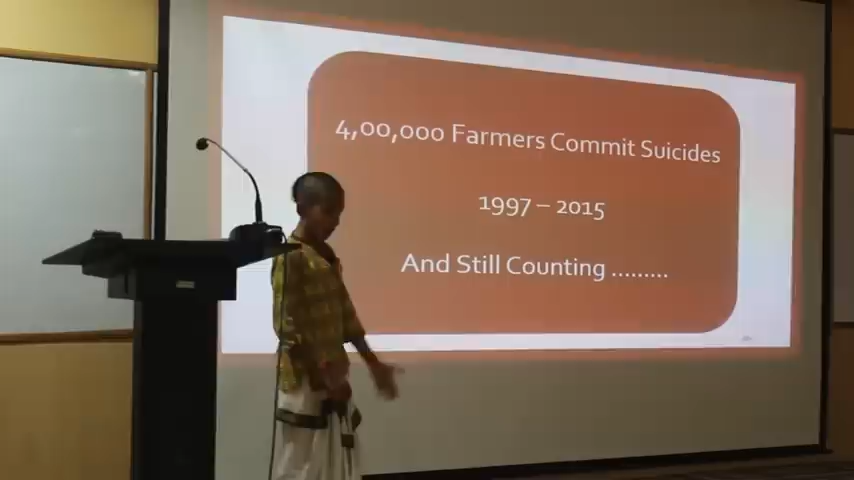 4,00,000 Farmers Commit Suicides
1997 – 2015
And Still Counting .........